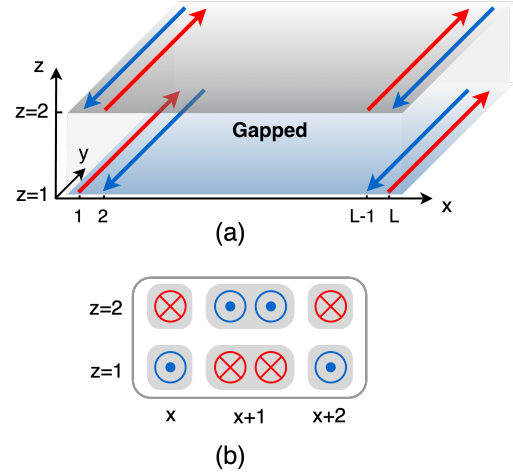 z
z=2
Gapped
y
z=1
1 2 L-1 L x
(a)
z=2
z=1
x x+1 x+2
(b)